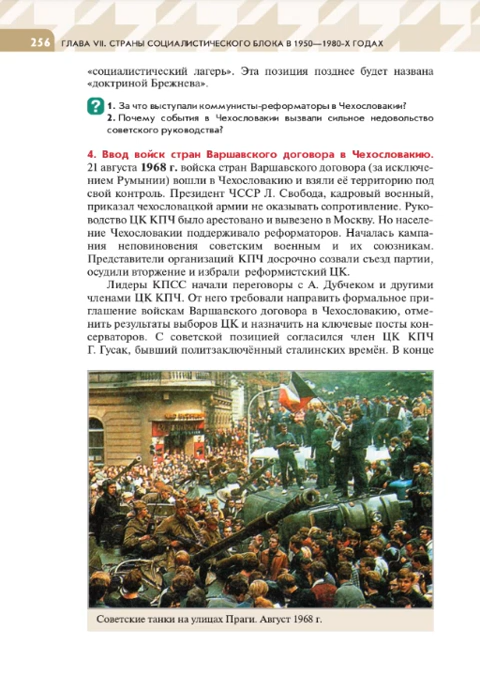 256 ГЛАВА VII. СТРАНЫ СОЦИАЛИСТИЧЕСКОГО БЛОКА В 1950—1980-Х ГОДАХ
«социалистический лагерь». Эта позиция позднее будет названа
«доктриной Брежнева».
? 1. За что выступали коммунисты-реформаторы в Чехословакии?
2. Почему события в Чехословакии вызвали сильное недовольство
советского руководства?
4. Ввод войск стран Варшавского договора в Чехословакию.
21 августа 1968 г. войска стран Варшавского договора (за исключе-
нием Румынии) вошли в Чехословакию и взяли её территорию под
свой контроль. Президент ЧССР Л. Свобода, кадровый военный,
приказал чехословацкой армии не оказывать сопротивление. Руко-
водство ЦК КПЧ было арестовано и вывезено в Москву. Но населе-
ние Чехословакии поддерживало реформаторов. Началась кампа-
ния неповиновения советским военным и их союзникам.
Представители организаций КПЧ досрочно созвали съезд партии,
осудили вторжение и избрали реформистский ЦК.
Лидеры КПСС начали переговоры с А. Дубчеком и другими
членами ЦК КПЧ. От него требовали направить формальное при-
глашение войскам Варшавского договора в Чехословакию, отме-
нить результаты выборов ЦК и назначить на ключевые посты кон-
серваторов. С советской позицией согласился член ЦК КПЧ
Г. Гусак, бывший политзаключённый сталинских времён. В конце
Советские танки на улицах Праги. Август 1968 г.